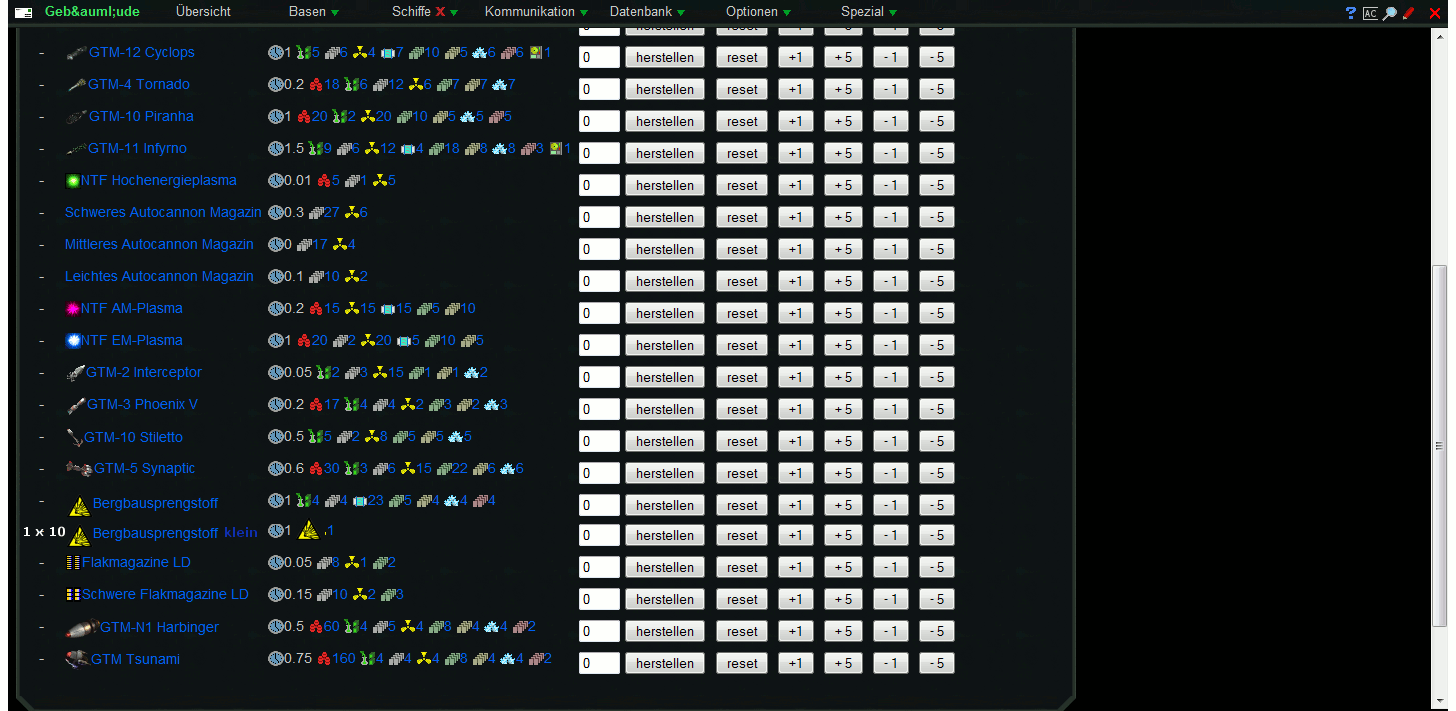 Geb&auml;ude Übersicht Basen Schiffe X Kommunikation Datenbank Optionen Spezial ? AC
- GTM-12 Cyclops 1 5 6 4 7 10 5 6 6 1 0 herstellen reset +1 +5 -1 -5
- GTM-4 Tornado 0.2 18 6 12 6 7 7 7 0 herstellen reset +1 +5 -1 -5
- GTM-10 Piranha 1 20 2 20 10 5 5 5 0 herstellen reset +1 +5 -1 -5
- GTM-11 Infyrno 1.5 9 6 12 4 18 8 8 3 1 0 herstellen reset +1 +5 -1 -5
- NTF Hochenergieplasma 0.01 5 1 5 0 herstellen reset +1 +5 -1 -5
- Schweres Autocannon Magazin 0.3 27 6 0 herstellen reset +1 +5 -1 -5
- Mittleres Autocannon Magazin 0 17 4 0 herstellen reset +1 +5 -1 -5
- Leichtes Autocannon Magazin 0.1 10 2 0 herstellen reset +1 +5 -1 -5
- NTF AM-Plasma 0.2 15 15 15 5 10 0 herstellen reset +1 +5 -1 -5
- NTF EM-Plasma 1 20 2 20 5 10 5 0 herstellen reset +1 +5 -1 -5
- GTM-2 Interceptor 0.05 2 3 15 1 1 2 0 herstellen reset +1 +5 -1 -5
- GTM-3 Phoenix V 0.2 17 4 4 2 3 2 3 0 herstellen reset +1 +5 -1 -5
- GTM-10 Stiletto 0.5 5 2 8 5 5 5 0 herstellen reset +1 +5 -1 -5
- GTM-5 Synaptic 0.6 30 3 6 15 22 6 6 0 herstellen reset +1 +5 -1 -5
- Bergbausprengstoff 1 4 4 23 5 4 4 4 0 herstellen reset +1 +5 -1 -5
1 x 10 Bergbausprengstoff klein 1 1 0 herstellen reset +1 +5 -1 -5
- Flakmagazine LD 0.05 8 1 2 0 herstellen reset +1 +5 -1 -5
- Schwere Flakmagazine LD 0.15 10 2 3 0 herstellen reset +1 +5 -1 -5
- GTM-N1 Harbinger 0.5 60 4 5 4 8 4 4 2 0 herstellen reset +1 +5 -1 -5
- GTM Tsunami 0.75 160 4 4 4 8 4 4 2 0 herstellen reset +1 +5 -1 -5